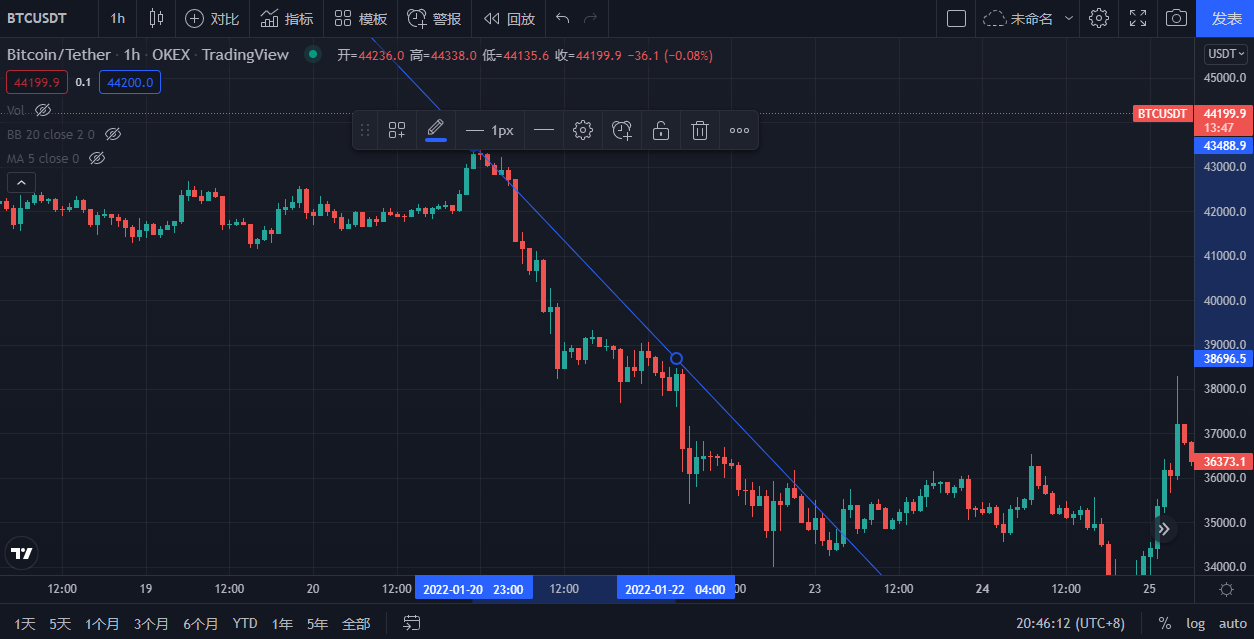 BTCUSDT 1h 对比 指标 模板 警报 回放 未命名 发表
Bitcoin/Tether · 1h · OKEX · TradingView 开=44236.0 高=44338.0 低=44135.6 收=44199.9 −36.1 (−0.08%)
USDT
44199.9 0.1 44200.0
45000.0
Vol
BTCUSDT 44199.9
13:47
BB 20 close 2 0
1px
43488.9
MA 5 close 0
43000.0
42000.0
41000.0
40000.0
39000.0
38696.5
38000.0
37000.0
36373.1
36000.0
35000.0
34000.0
12:00 19 12:00 20 12:00 2022-01-20 23:00 12:00 2022-01-22 04:00 :00 23 12:00 24 12:00 25
1天 5天 1个月 3个月 6个月 YTD 1年 5年 全部 20:46:12 (UTC+8) % log auto